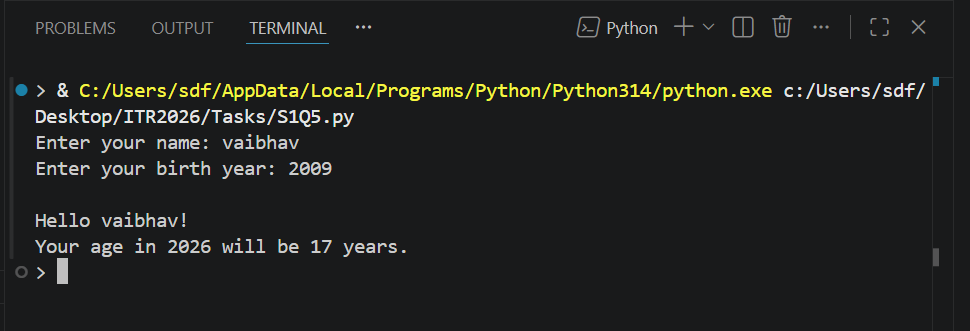 PROBLEMS OUTPUT TERMINAL ••• Python
> & C:/Users/sdf/AppData/Local/Programs/Python/Python314/python.exe c:/Users/sdf/
Desktop/ITR2026/Tasks/S1Q5.py
Enter your name: vaibhav
Enter your birth year: 2009
Hello vaibhav!
Your age in 2026 will be 17 years.
>